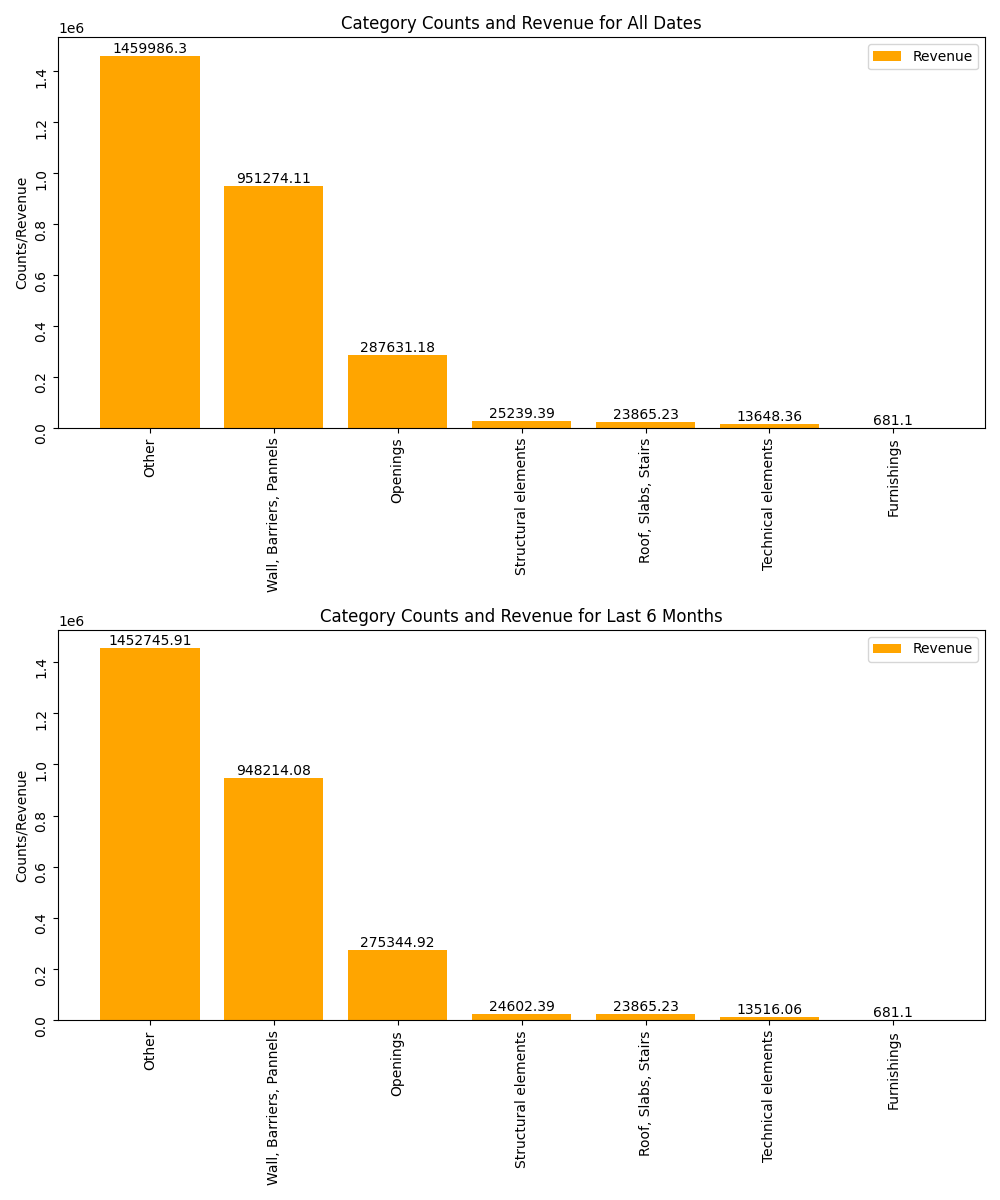 Category Counts and Revenue for All Dates
1e6
Revenue
Counts/Revenue
1.4
1.2
1.0
0.8
0.6
0.4
0.2
0.0
1459986.3
951274.11
287631.18
25239.39
23865.23
13648.36
681.1
Other
Wall, Barriers, Pannels
Openings
Structural elements
Roof, Slabs, Stairs
Technical elements
Furnishings
Category Counts and Revenue for Last 6 Months
1e6
Revenue
Counts/Revenue
1.4
1.2
1.0
0.8
0.6
0.4
0.2
0.0
1452745.91
948214.08
275344.92
24602.39
23865.23
13516.06
681.1
Other
Wall, Barriers, Pannels
Openings
Structural elements
Roof, Slabs, Stairs
Technical elements
Furnishings